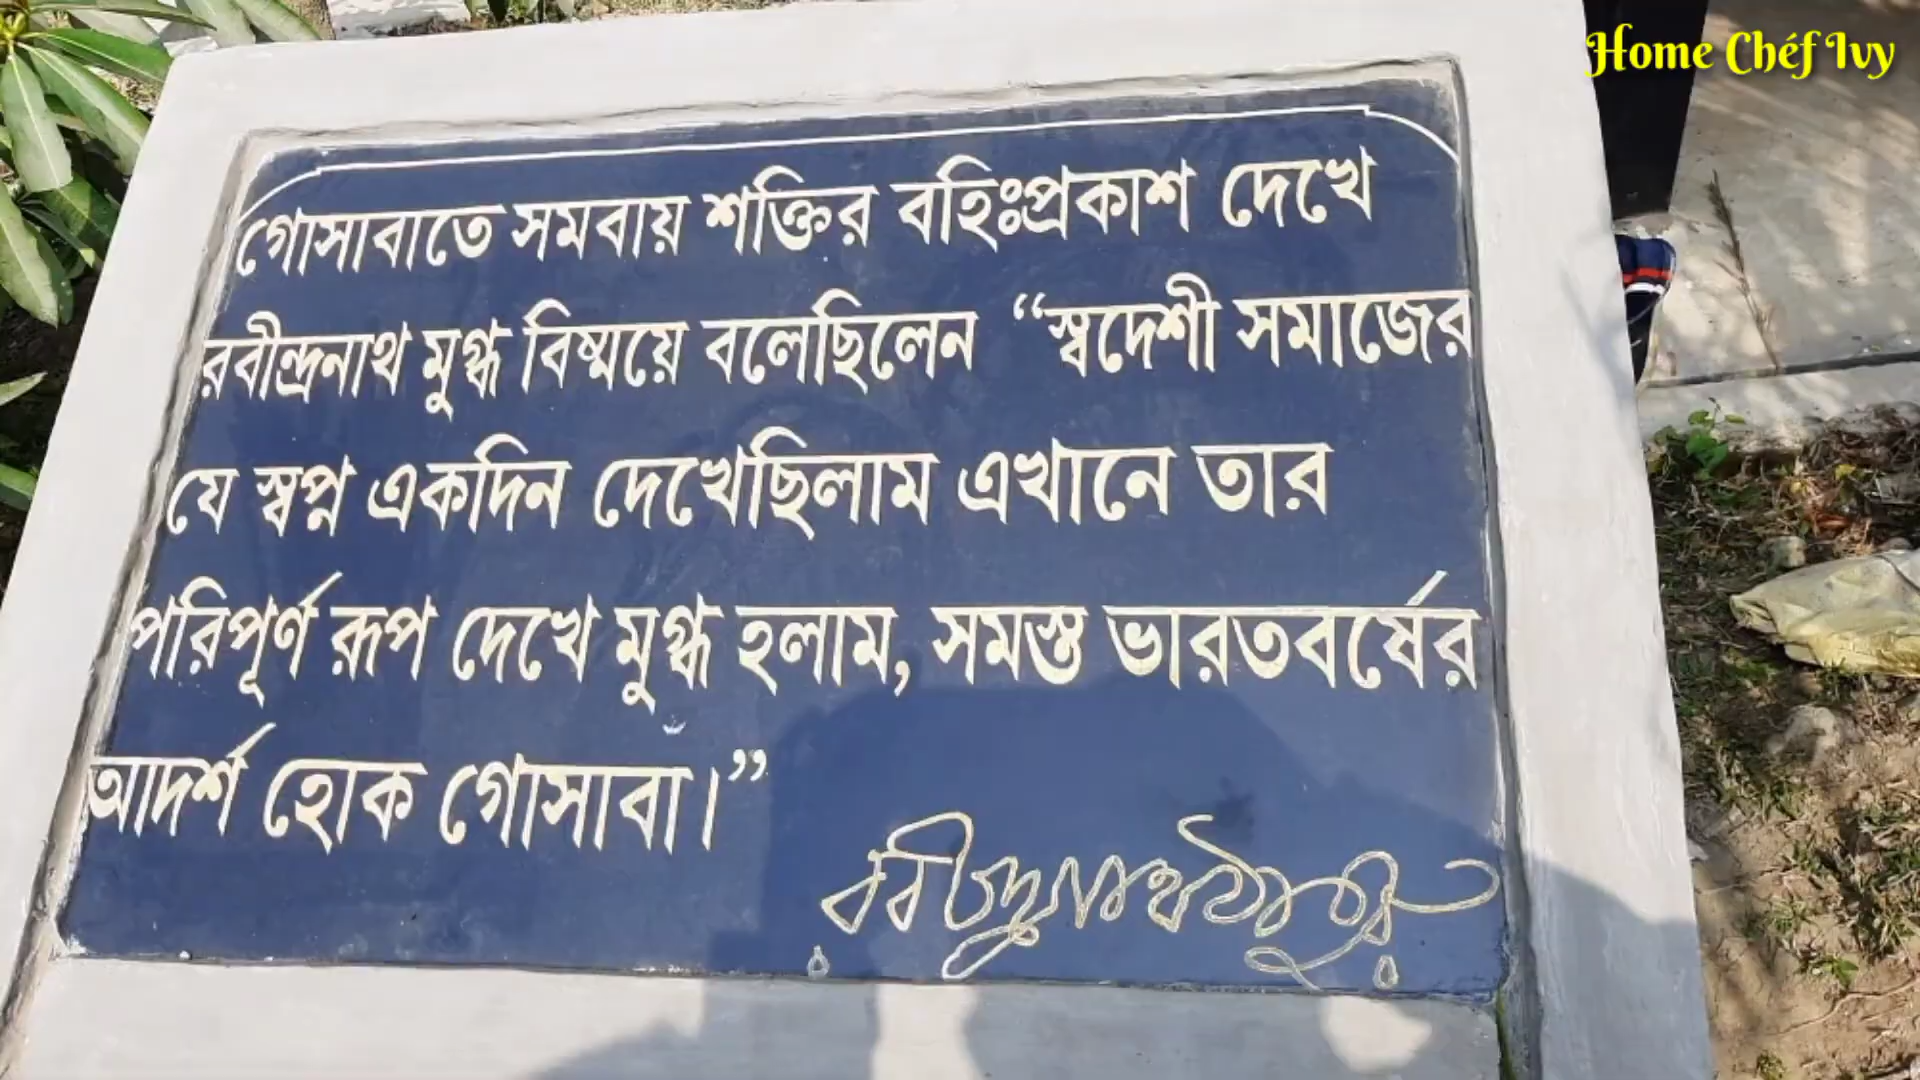 Home Chéf Ivy
গোসাবাতে সমবায় শক্তির বহিঃপ্রকাশ দেখে
রবীন্দ্রনাথ মুগ্ধ বিষ্ময়ে বলেছিলেন “স্বদেশী সমাজের
যে স্বপ্ন একদিন দেখেছিলাম এখানে তার
পরিপূর্ণ রূপ দেখে মুগ্ধ হলাম, সমস্ত ভারতবর্ষের
আদর্শ হোক গোসাবা।”
রবীন্দ্রনাথ ঠাকুর